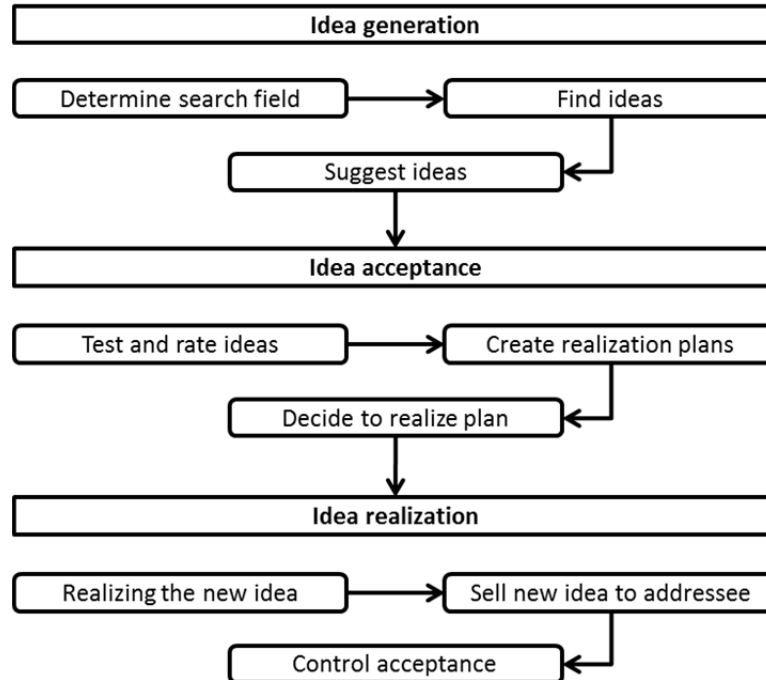 Idea generation
Determine search field
Find ideas
Suggest ideas
Idea acceptance
Test and rate ideas
Create realization plans
Decide to realize plan
Idea realization
Realizing the new idea
Sell new idea to addressee
Control acceptance